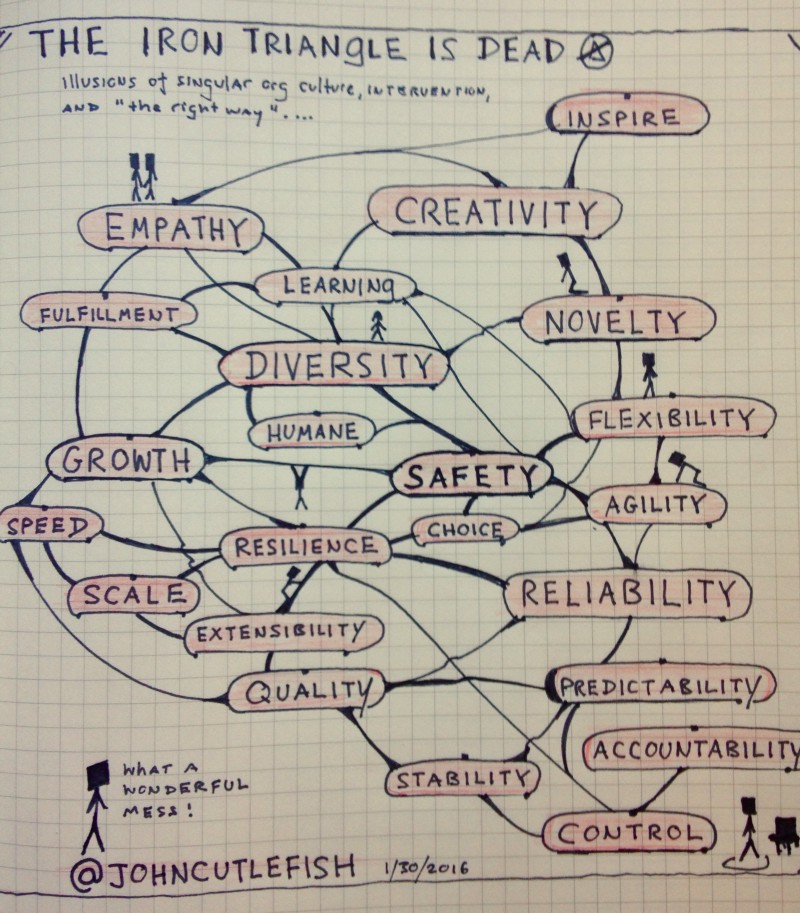 THE IRON TRIANGLE IS DEAD
illusions of singular org culture, INTERVENTION,
AND "the right way"....
INSPIRE
CREATIVITY
EMPATHY
LEARNING
FULFILLMENT
NOVELTY
DIVERSITY
FLEXIBILITY
HUMANE
GROWTH
SAFETY
AGILITY
SPEED
CHOICE
RESILIENCE
SCALE
RELIABILITY
EXTENSIBILITY
QUALITY
PREDICTABILITY
ACCOUNTABILITY
STABILITY
CONTROL
WHAT A
WONDERFUL
MESS!
@JOHNCUTLEFISH 1/30/2016